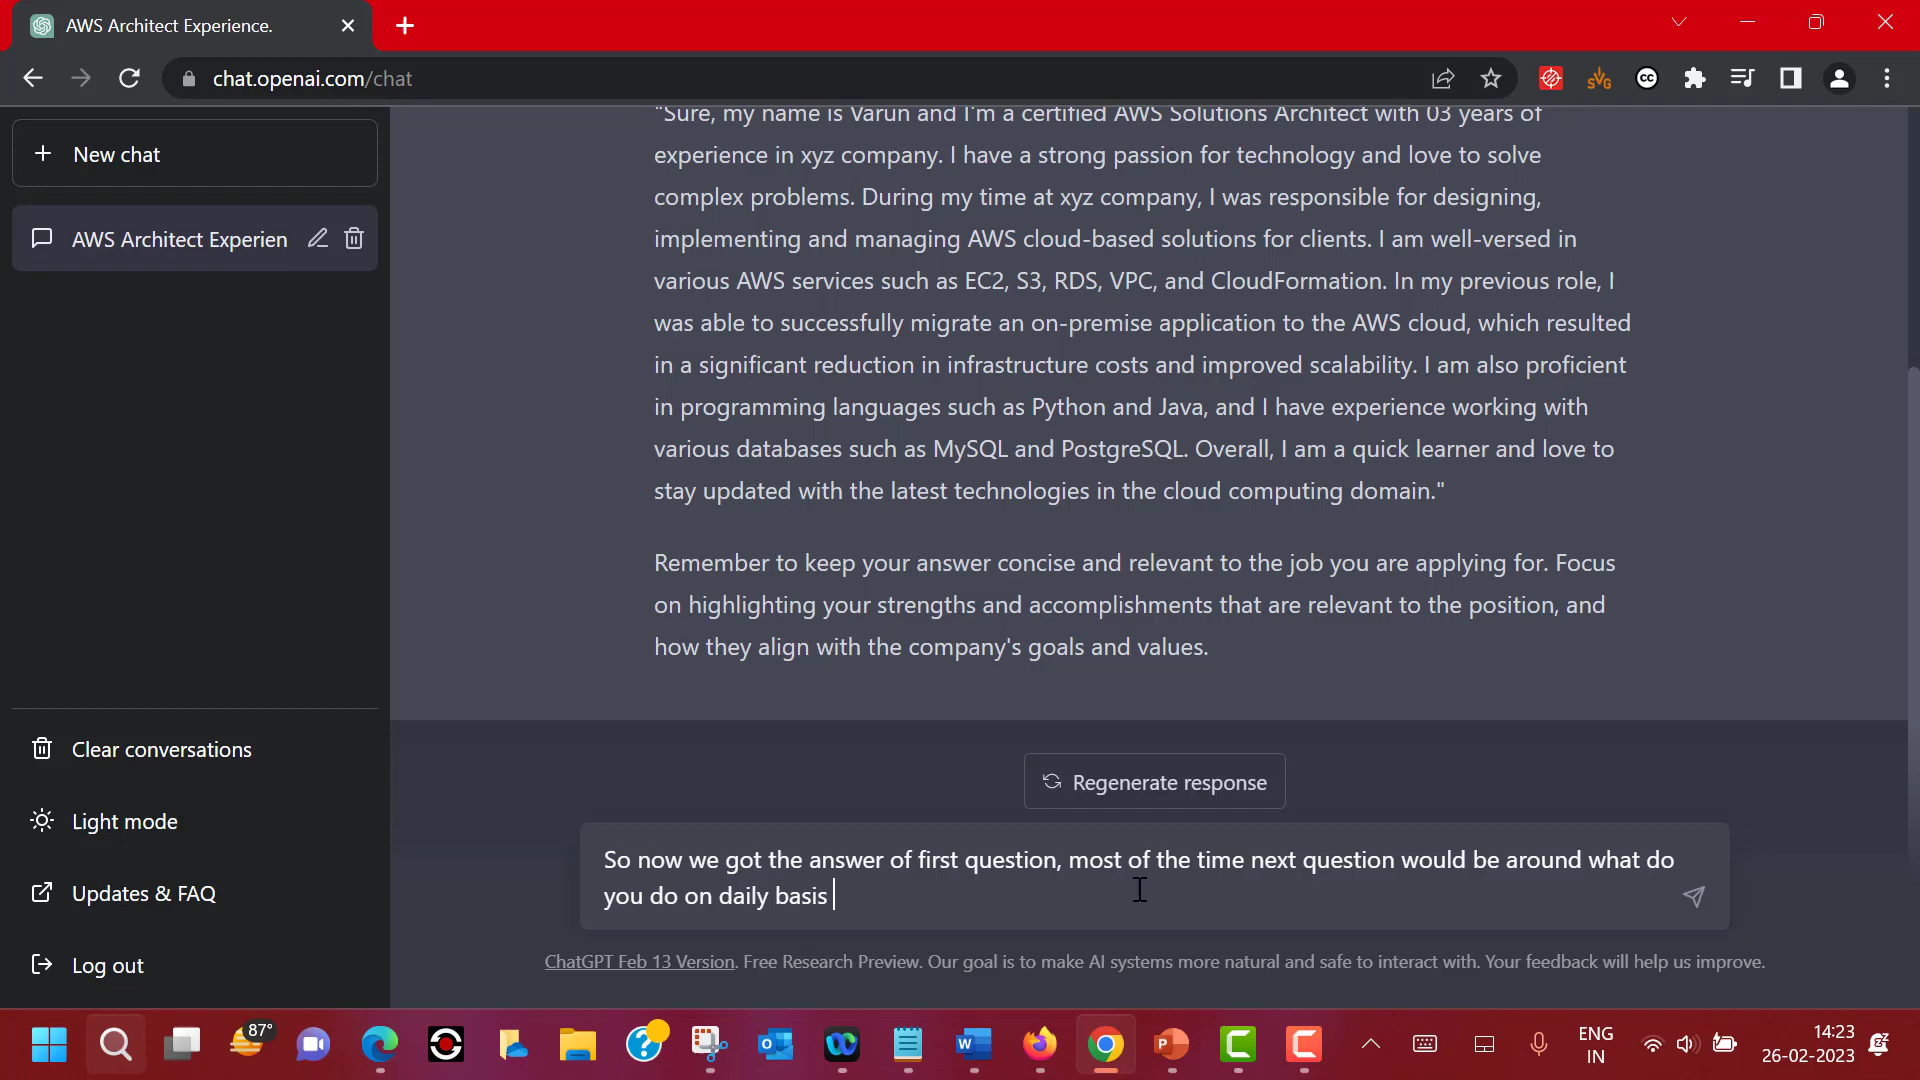 AWS Architect Experience.
chat.openai.com/chat
New chat
AWS Architect Experien
"Sure, my name is Varun and I'm a certified AWS Solutions Architect with 03 years of
experience in xyz company. I have a strong passion for technology and love to solve
complex problems. During my time at xyz company, I was responsible for designing,
implementing and managing AWS cloud-based solutions for clients. I am well-versed in
various AWS services such as EC2, S3, RDS, VPC, and CloudFormation. In my previous role, I
was able to successfully migrate an on-premise application to the AWS cloud, which resulted
in a significant reduction in infrastructure costs and improved scalability. I am also proficient
in programming languages such as Python and Java, and I have experience working with
various databases such as MySQL and PostgreSQL. Overall, I am a quick learner and love to
stay updated with the latest technologies in the cloud computing domain."
Remember to keep your answer concise and relevant to the job you are applying for. Focus
on highlighting your strengths and accomplishments that are relevant to the position, and
how they align with the company's goals and values.
Clear conversations
Light mode
Updates & FAQ
Log out
Regenerate response
So now we got the answer of first question, most of the time next question would be around what do
you do on daily basis
ChatGPT Feb 13 Version. Free Research Preview. Our goal is to make AI systems more natural and safe to interact with. Your feedback will help us improve.
87°
ENG
IN
14:23
26-02-2023